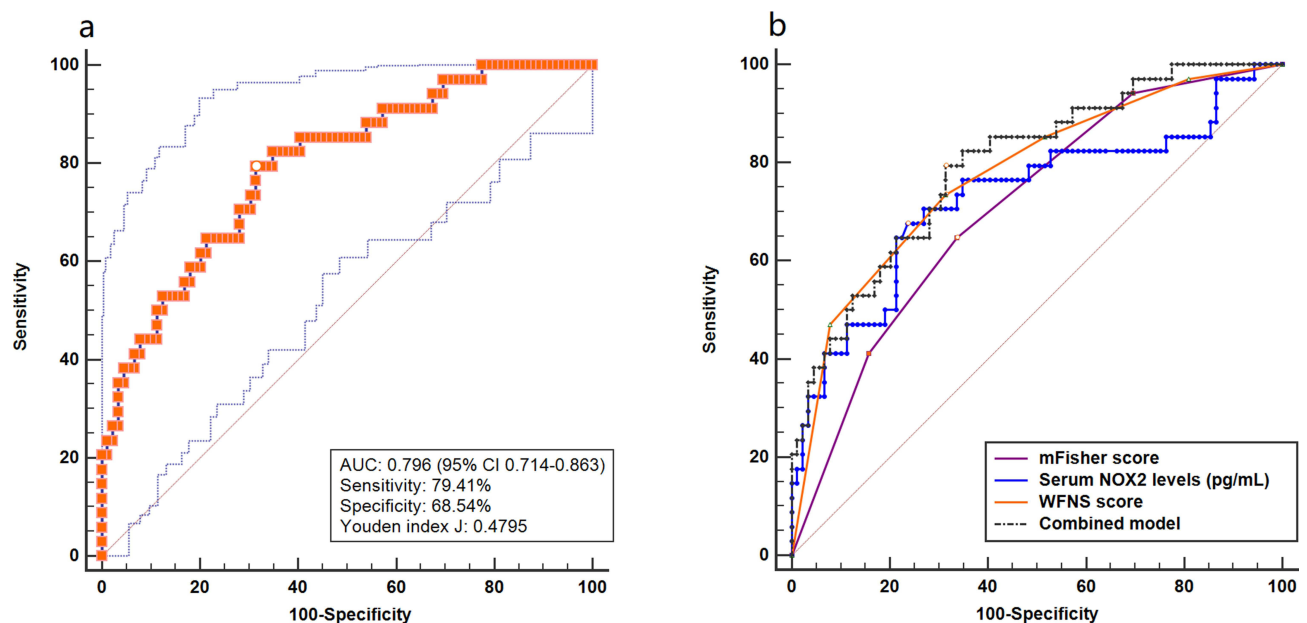 a
100
80
60
40
20
0
Sensitivity
AUC: 0.796 (95% CI 0.714-0.863)
Sensitivity: 79.41%
Specificity: 68.54%
Youden index J: 0.4795
0 20 40 60 80 100
100-Specificity
b
100
80
60
40
20
0
Sensitivity
mFisher score
Serum NOX2 levels (pg/mL)
WFNS score
Combined model
0 20 40 60 80 100
100-Specificity